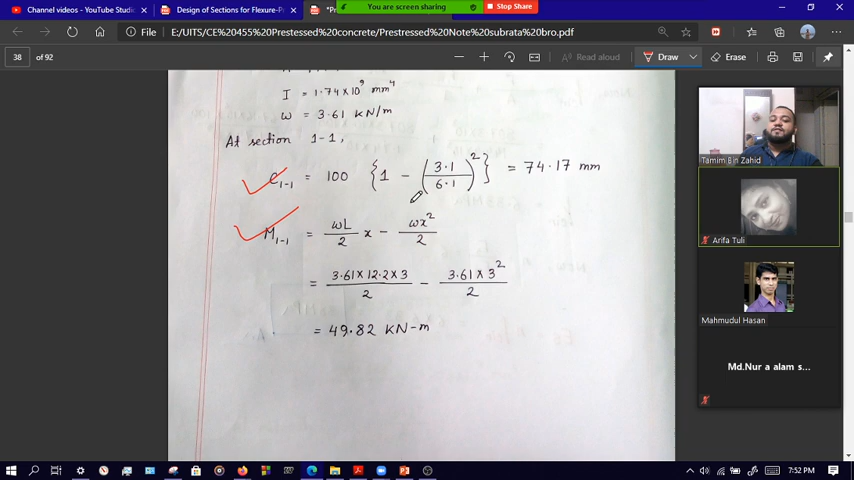 Channel videos - YouTube Studio
Design of Sections for Flexure-Pr
You are screen sharing
Stop Share
File
E:/UITS/CE%20455%20Prestessed%20concrete/Prestressed%20Note%20subrata%20bro.pdf
38 of 92
Read aloud
Draw
Erase
I = 1.74×10⁹ mm⁴
w = 3.61 KN/m
At section 1-1,
e₁₋₁ = 100 {1 - (3.1/6.1)²} = 74.17 mm
M₁₋₁ = wL/2 x - wx²/2
= 3.61×12.2×3/2 - 3.61×3²/2
= 49.82 KN-m
Tamim Bin Zahid
Arifa Tuli
Mahmudul Hasan
Md.Nur a alam s...
7:52 PM